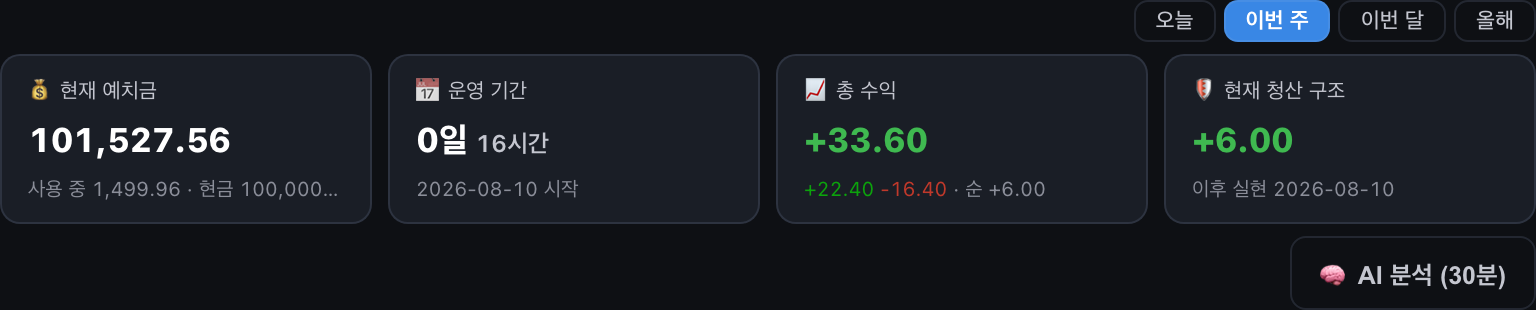 오늘 이번 주 이번 달 올해
현재 예치금
101,527.56
사용 중 1,499.96 · 현금 100,000...
17
운영 기간
0일 16시간
2026-08-10 시작
총 수익
+33.60
+22.40 -16.40 · 순 +6.00
현재 청산 구조
+6.00
이후 실현 2026-08-10
AI 분석 (30분)